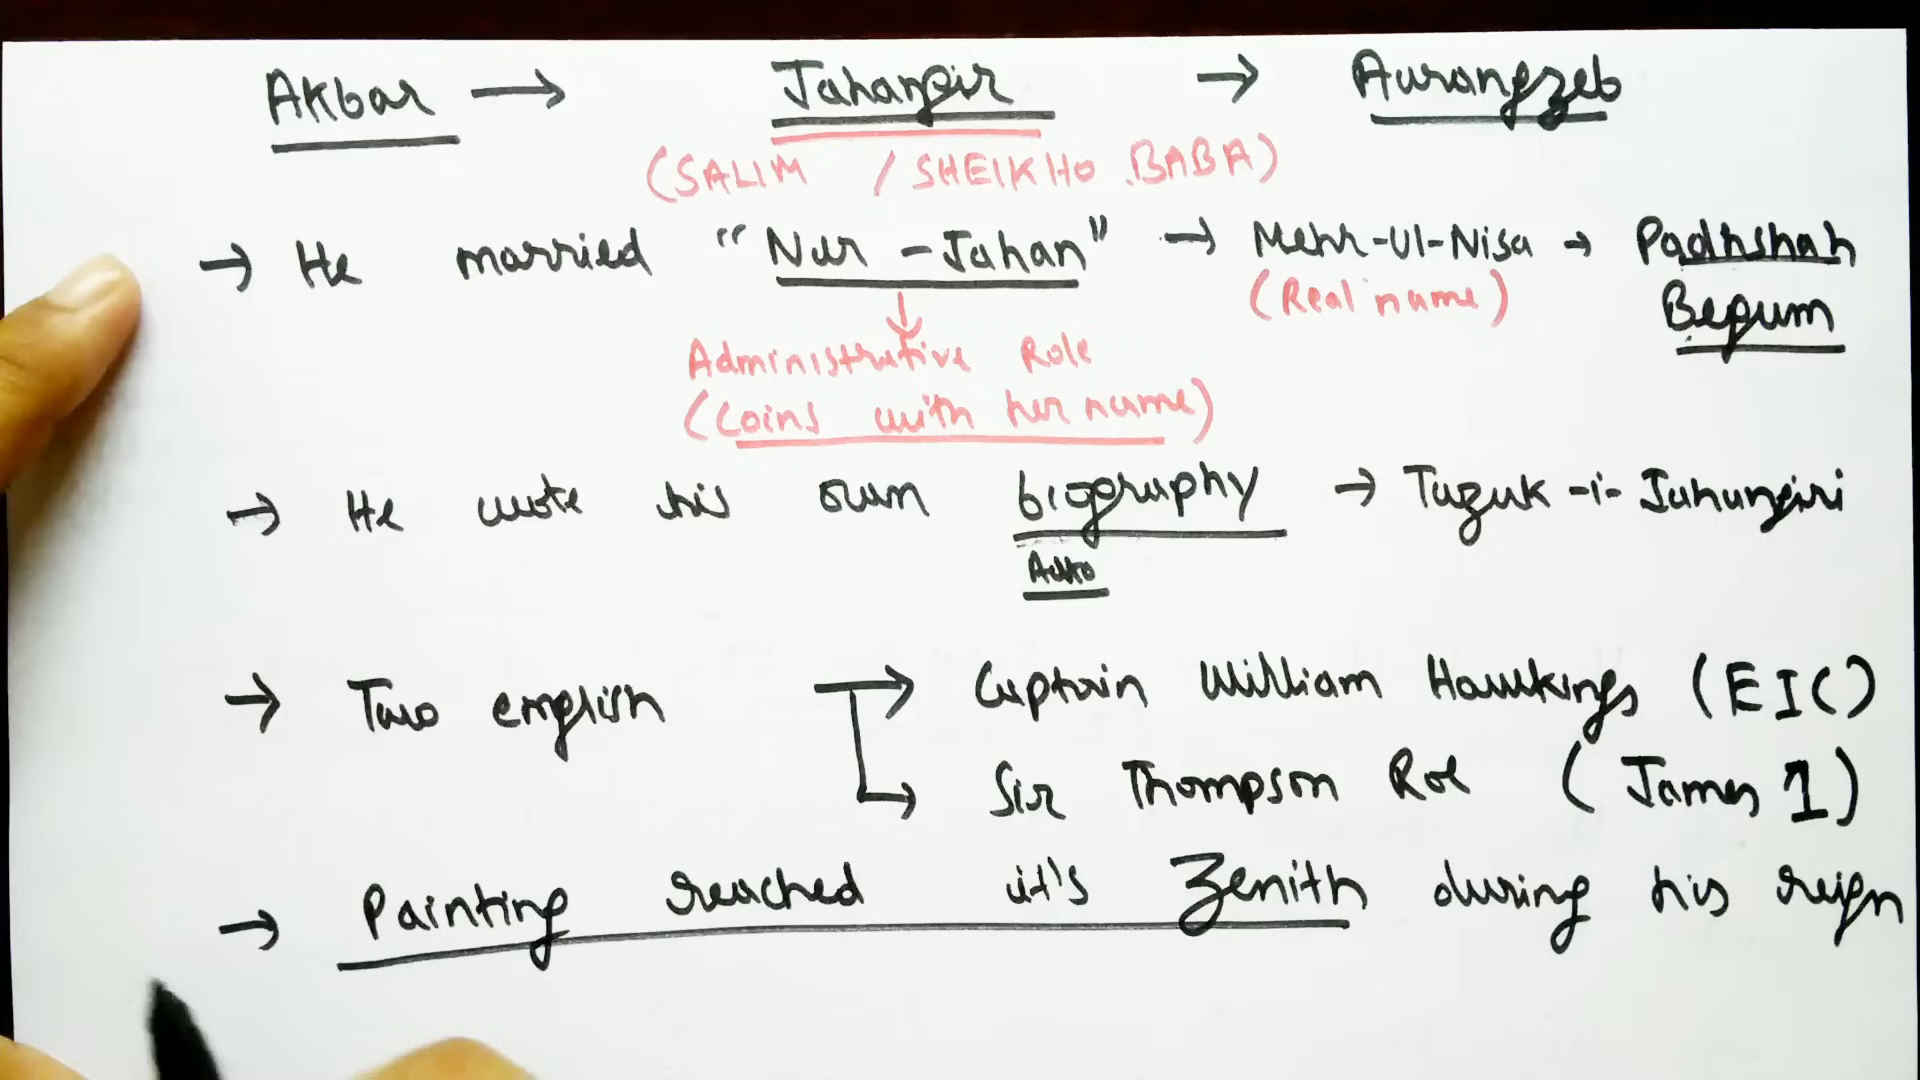 Akbar → Jahangir → Aurangzeb
(SALIM / SHEIKHO BABA)
→ He married "Nur-Jahan" → Mehr-Ul-Nisa → Padhshah Begum
(Real name)
↓
Administrative Role
(Coins with her name)
→ He wrote his own biography → Tuzuk-i-Jahangiri
Auto
→ Two english → Captain William Hawkings (EIC)
→ Sir Thompson Roe (James 1)
→ Painting reached it's Zenith during his reign